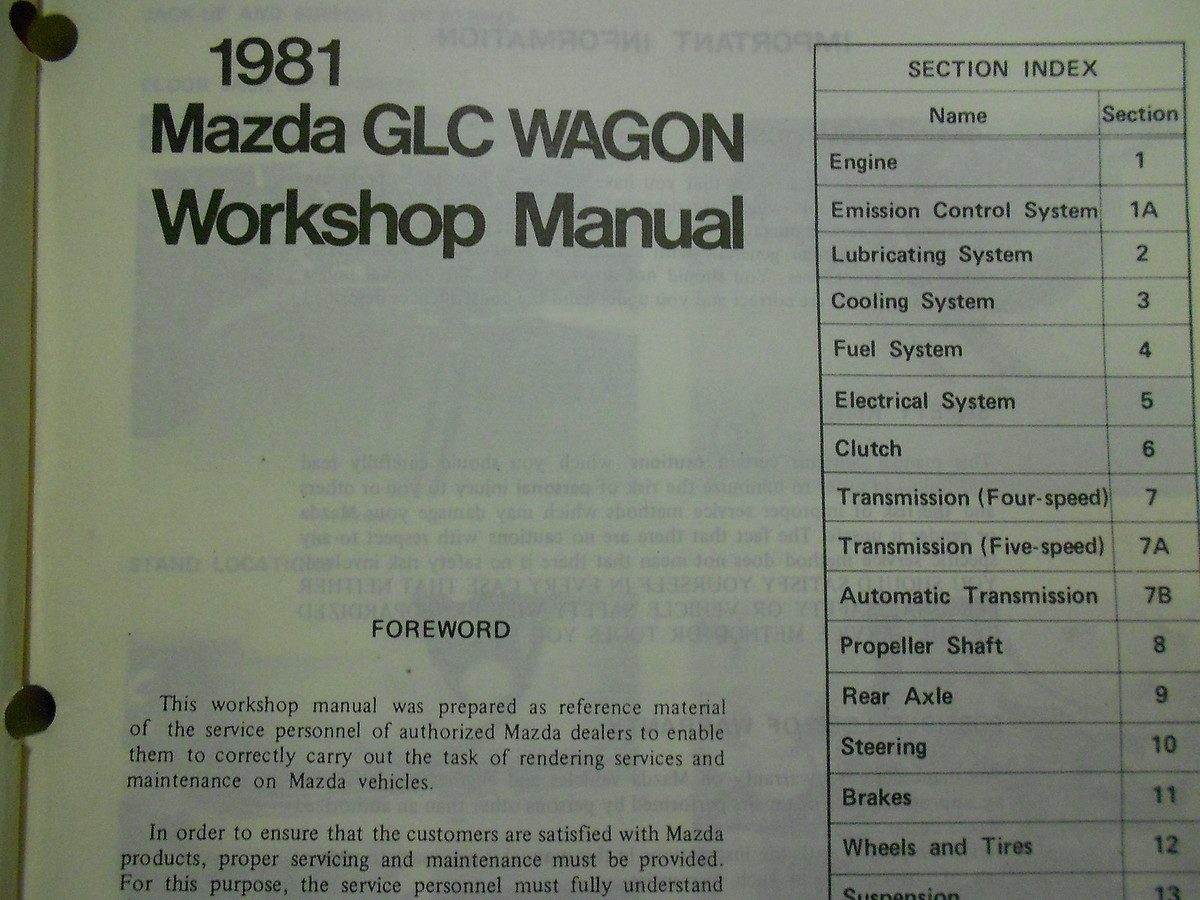 1981
Mazda GLC WAGON
Workshop Manual
FOREWORD
This workshop manual was prepared as reference material
of the service personnel of authorized Mazda dealers to enable
them to correctly carry out the task of rendering services and
maintenance on Mazda vehicles.
In order to ensure that the customers are satisfied with Mazda
products, proper servicing and maintenance must be provided.
For this purpose, the service personnel must fully understand
SECTION INDEX
Name Section
Engine 1
Emission Control System 1A
Lubricating System 2
Cooling System 3
Fuel System 4
Electrical System 5
Clutch 6
Transmission (Four-speed) 7
Transmission (Five-speed) 7A
Automatic Transmission 7B
Propeller Shaft 8
Rear Axle 9
Steering 10
Brakes 11
Wheels and Tires 12
Suspension 13